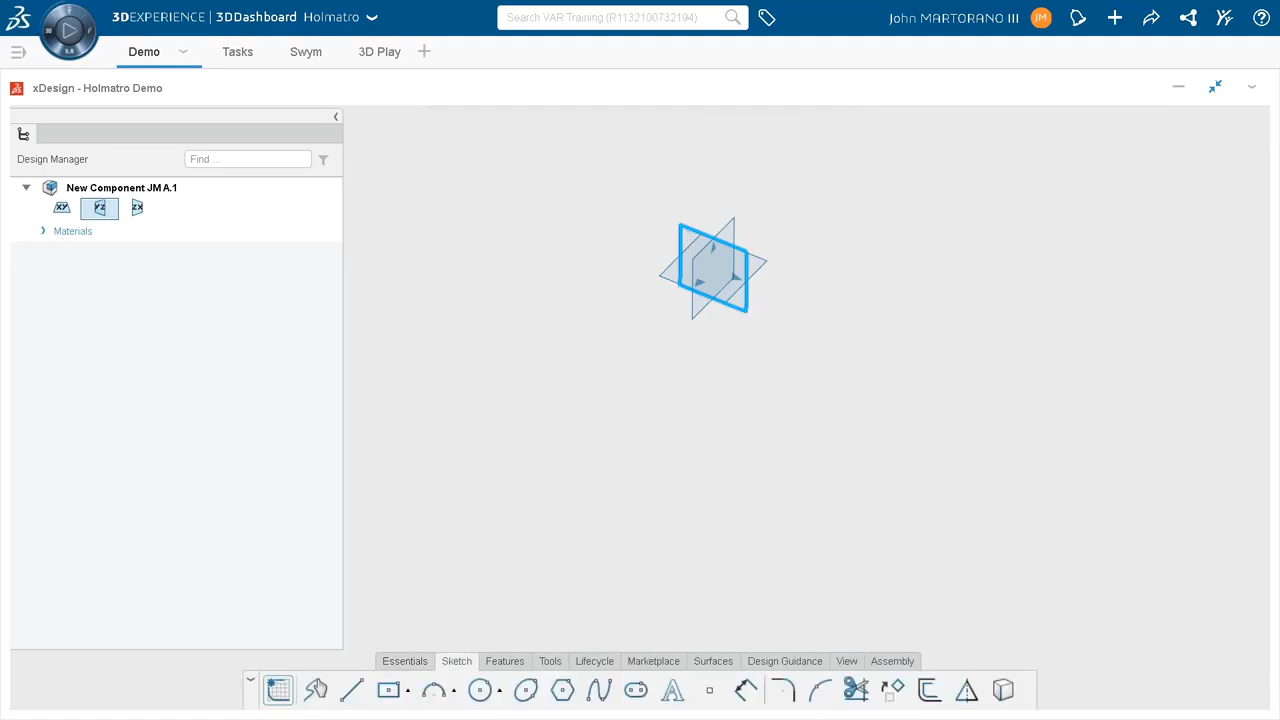 3DEXPERIENCE | 3DDashboard Holmatro
Search VAR Training (R1132100732194)
John MARTORANO III
JM
3D
V.R
Demo
Tasks
Swym
3D Play
xDesign - Holmatro Demo
Design Manager
Find ...
New Component JM A.1
XY
YZ
ZX
Materials
Essentials
Sketch
Features
Tools
Lifecycle
Marketplace
Surfaces
Design Guidance
View
Assembly